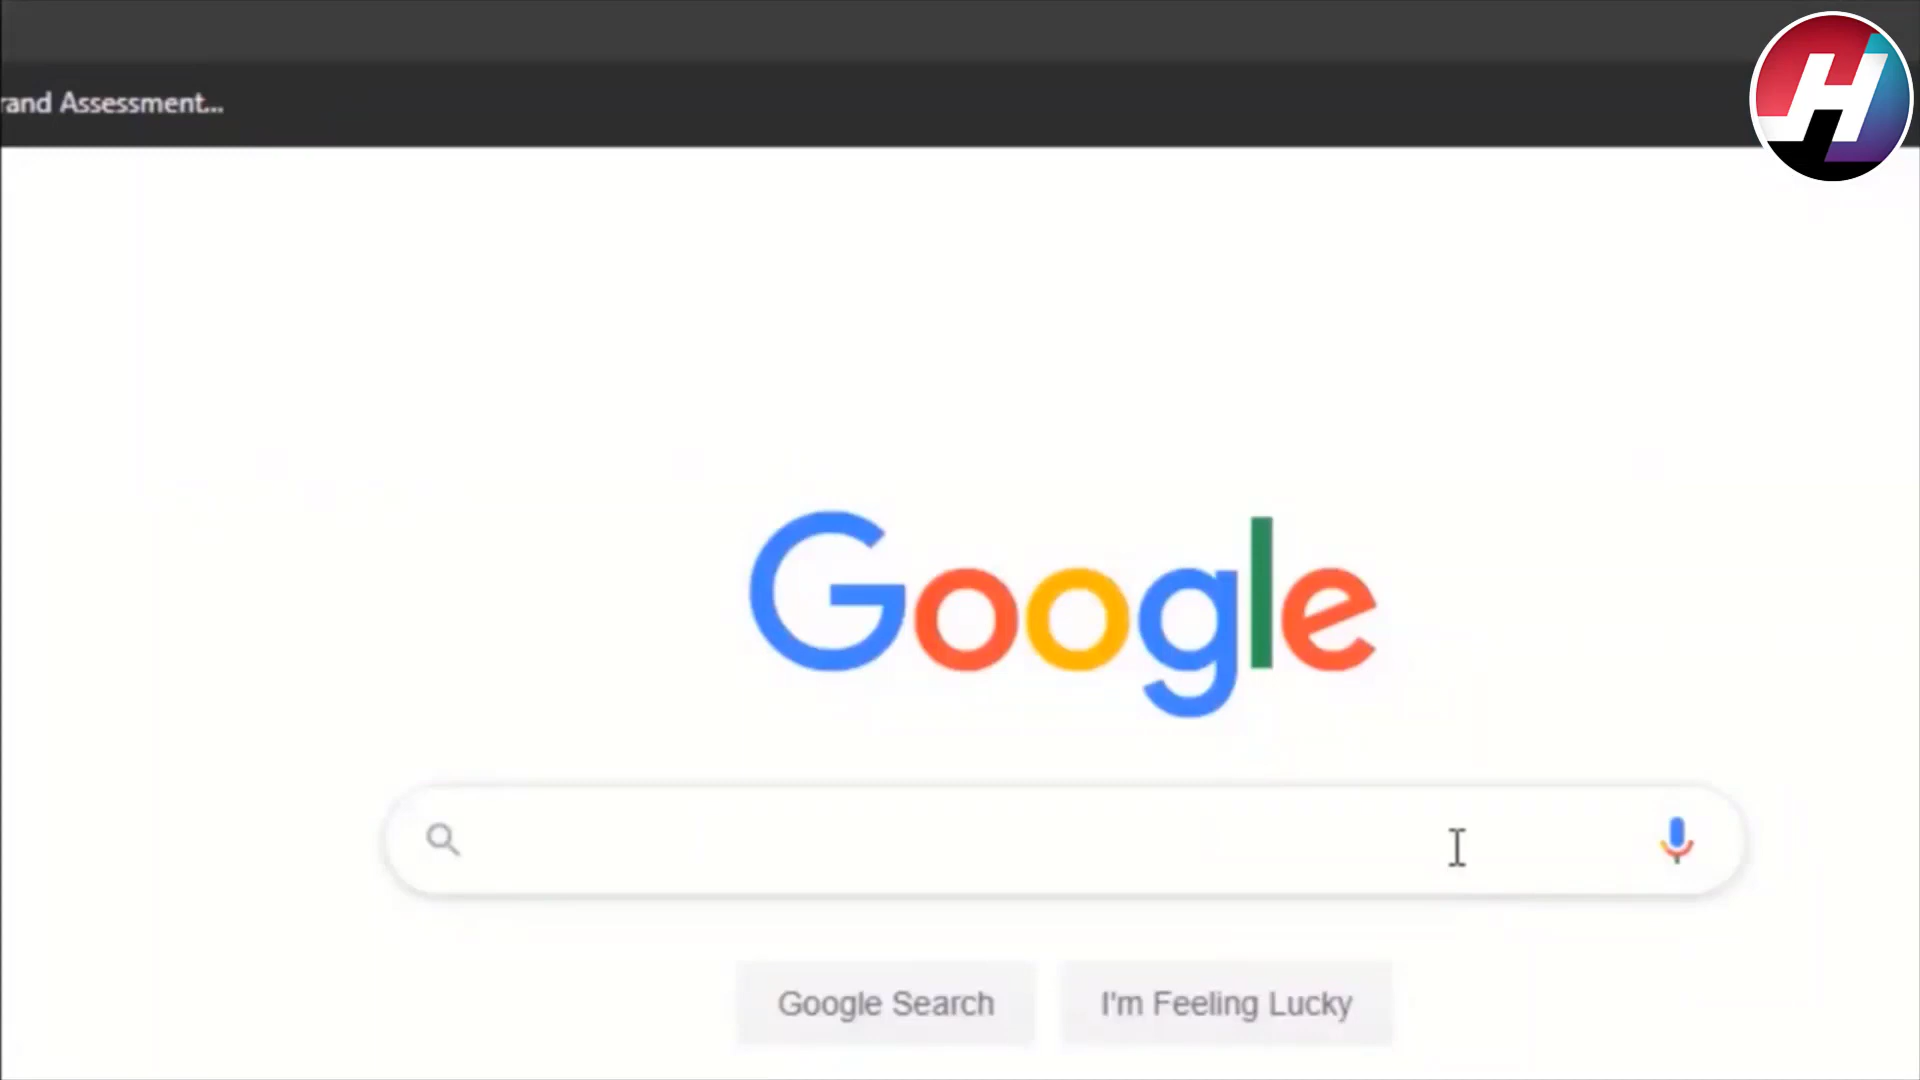 rand Assessment...
H
Google
Google Search
I'm Feeling Lucky